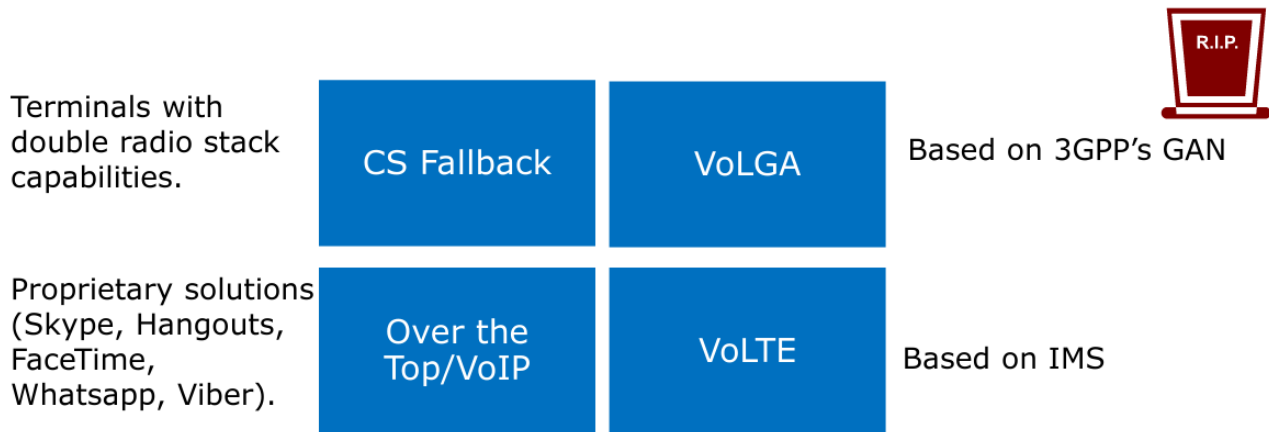 R.I.P.
Terminals with
double radio stack
capabilities.
CS Fallback
VoLGA
Based on 3GPP’s GAN
Proprietary solutions
(Skype, Hangouts,
FaceTime,
Whatsapp, Viber).
Over the
Top/VoIP
VoLTE
Based on IMS